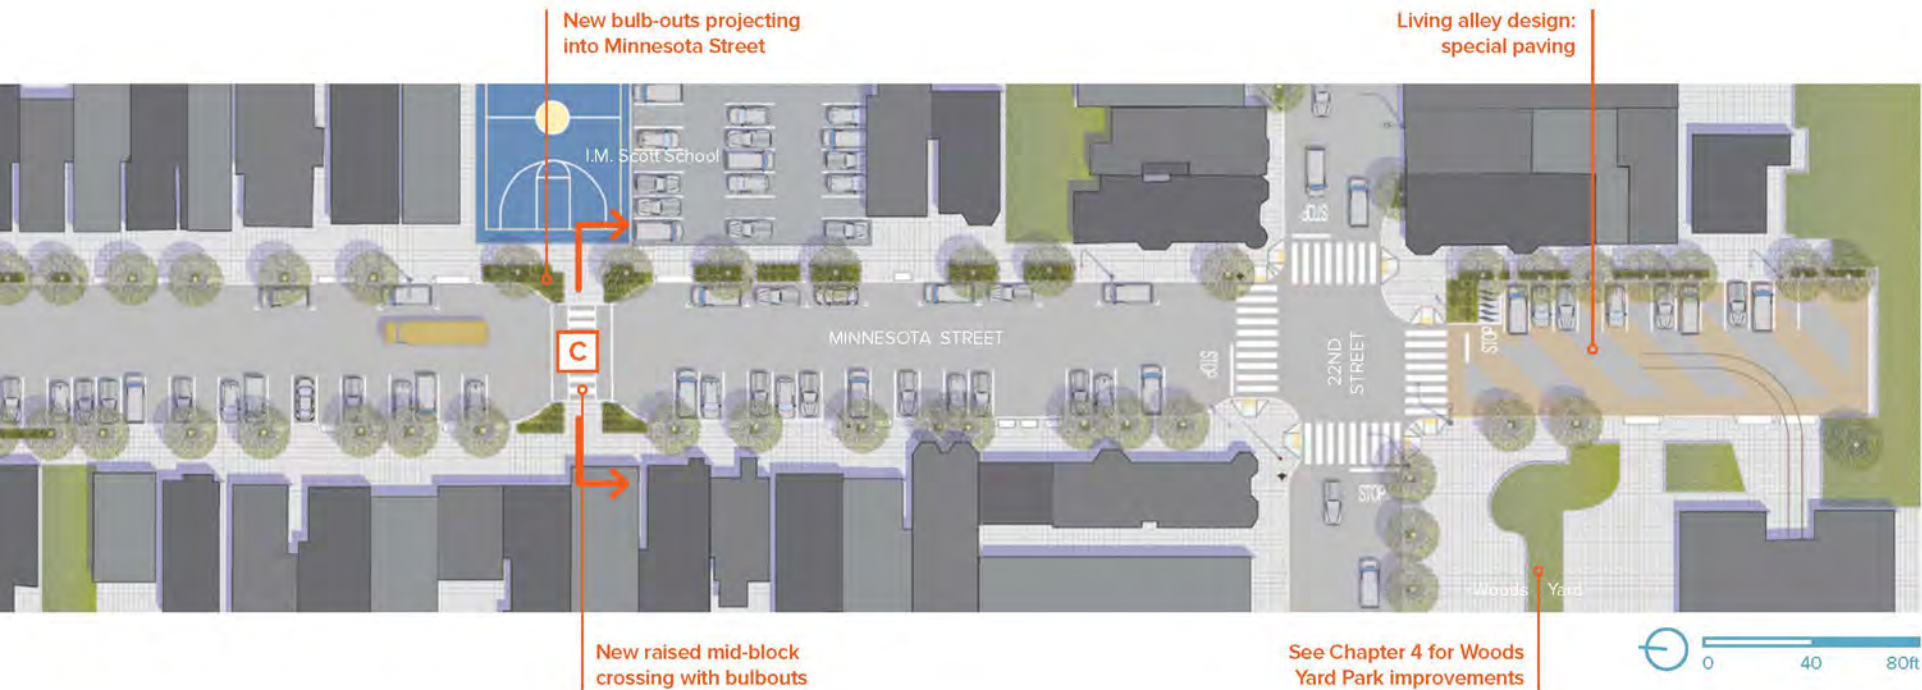 New bulb-outs projecting
into Minnesota Street
Living alley design:
special paving
I.M. Scott School
STOP
C
MINNESOTA STREET
STOP
22ND
STREET
STOP
STOP
Woods Yard
New raised mid-block
crossing with bulbouts
See Chapter 4 for Woods
Yard Park improvements
0 40 80ft